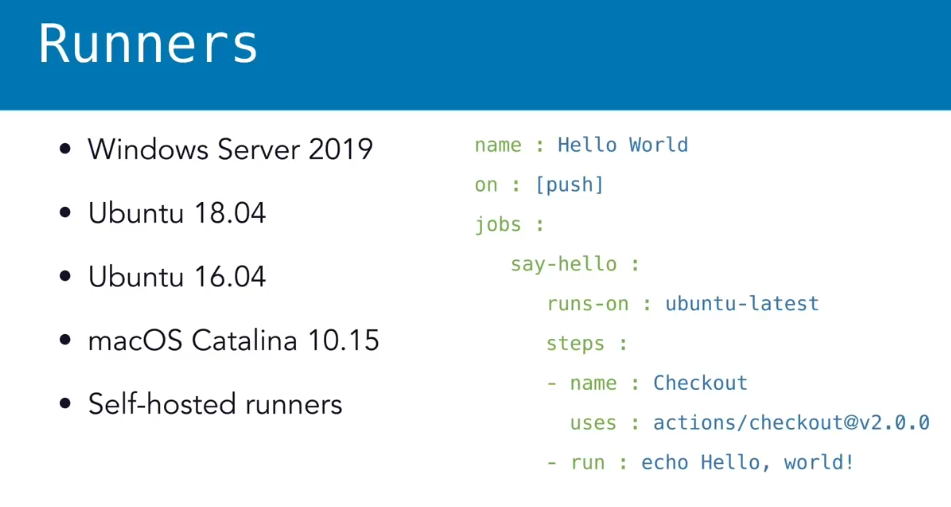 Runners
• Windows Server 2019
• Ubuntu 18.04
• Ubuntu 16.04
• macOS Catalina 10.15
• Self-hosted runners
name : Hello World
on : [push]
jobs :
say-hello :
runs-on : ubuntu-latest
steps :
- name : Checkout
uses : actions/checkout@v2.0.0
- run : echo Hello, world!